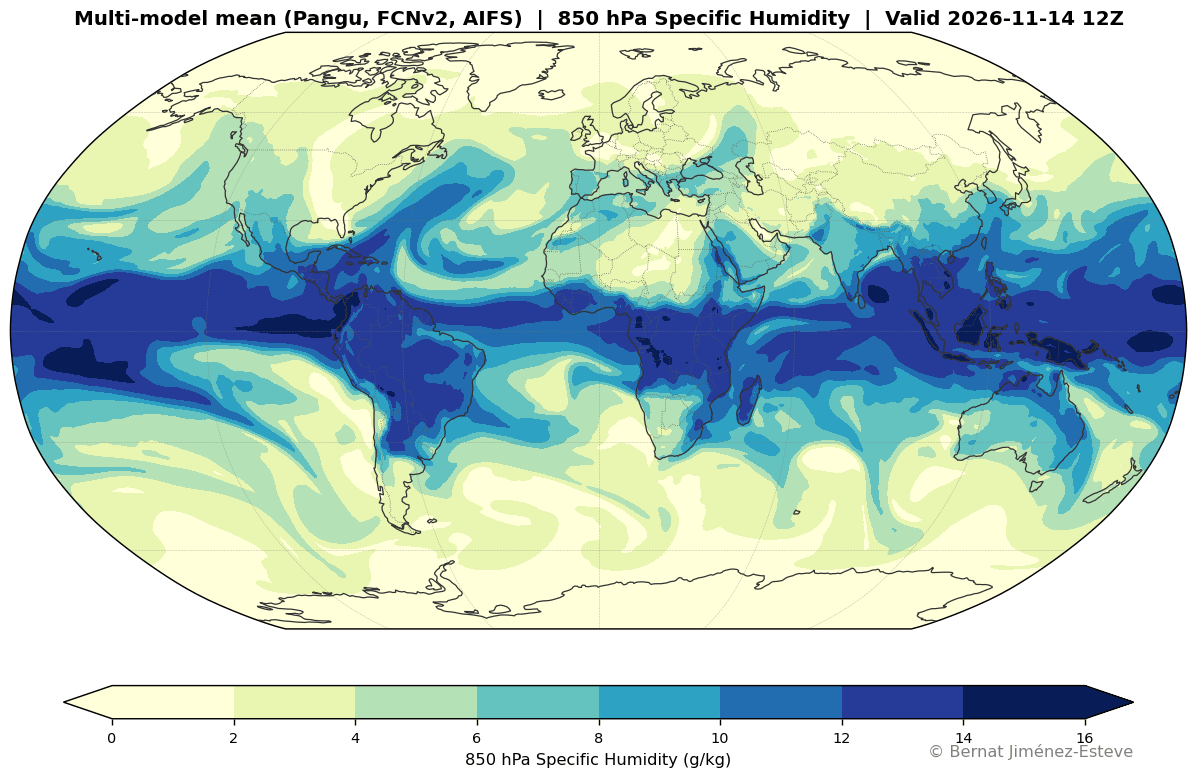 Multi-model mean (Pangu, FCNv2, AIFS)  |  850 hPa Specific Humidity  |  Valid 2026-11-14 12Z
0 2 4 6 8 10 12 14 16
850 hPa Specific Humidity (g/kg)
© Bernat Jiménez-Esteve